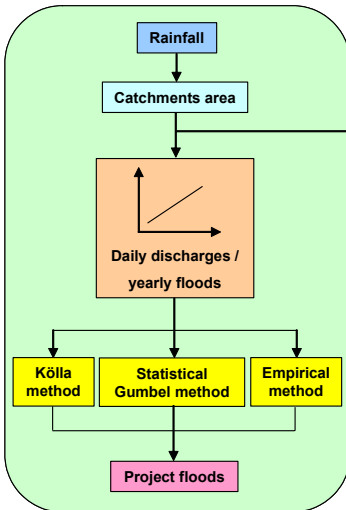 Rainfall
Catchments area
Daily discharges /
yearly floods
Kölla
method
Statistical
Gumbel method
Empirical
method
Project floods